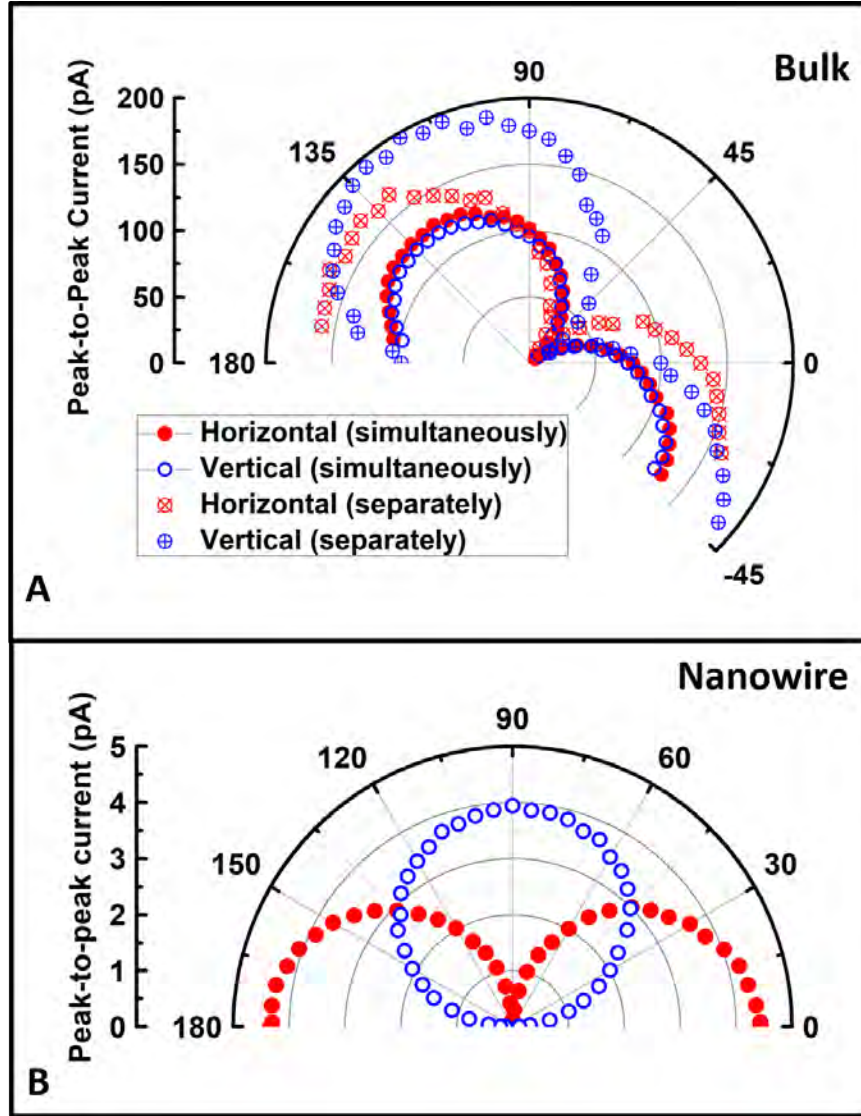 Bulk
Peak-to-Peak Current (pA)
200
150
100
50
0
180
135
90
45
0
-45
Horizontal (simultaneously)
Vertical (simultaneously)
Horizontal (separately)
Vertical (separately)
A
Nanowire
Peak-to-peak current (pA)
5
4
3
2
1
0
180
150
120
90
60
30
0
B